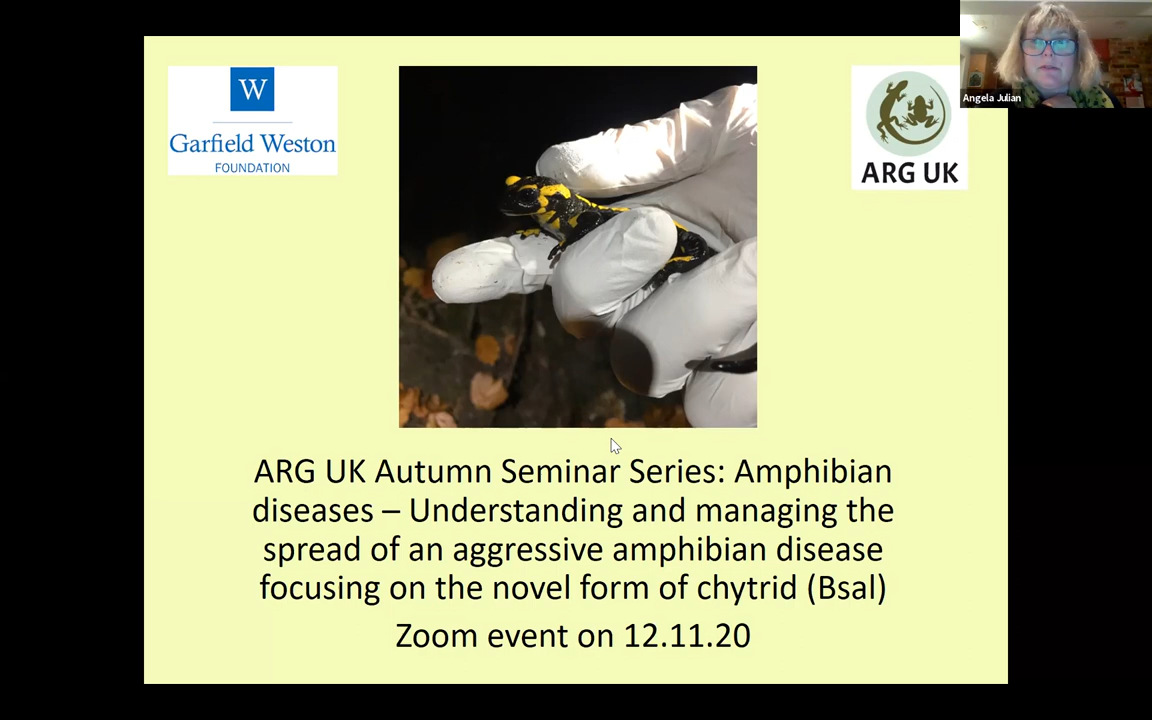 W
Garfield Weston
FOUNDATION
ARG UK
Angela Julian
ARG UK Autumn Seminar Series: Amphibian
diseases – Understanding and managing the
spread of an aggressive amphibian disease
focusing on the novel form of chytrid (Bsal)
Zoom event on 12.11.20